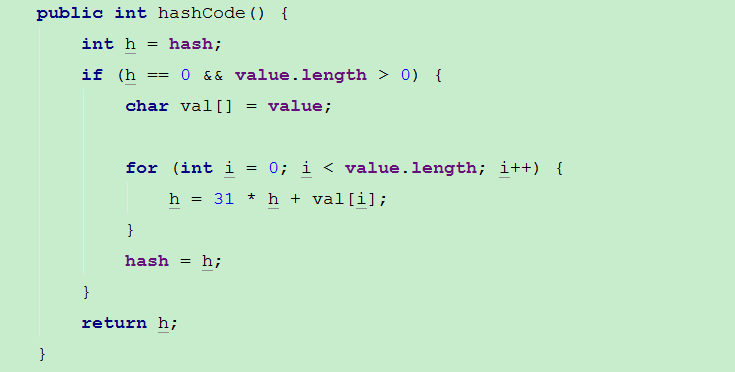 public int hashCode() {
    int h = hash;
    if (h == 0 && value.length > 0) {
        char val[] = value;

        for (int i = 0; i < value.length; i++) {
            h = 31 * h + val[i];
        }
        hash = h;
    }
    return h;
}